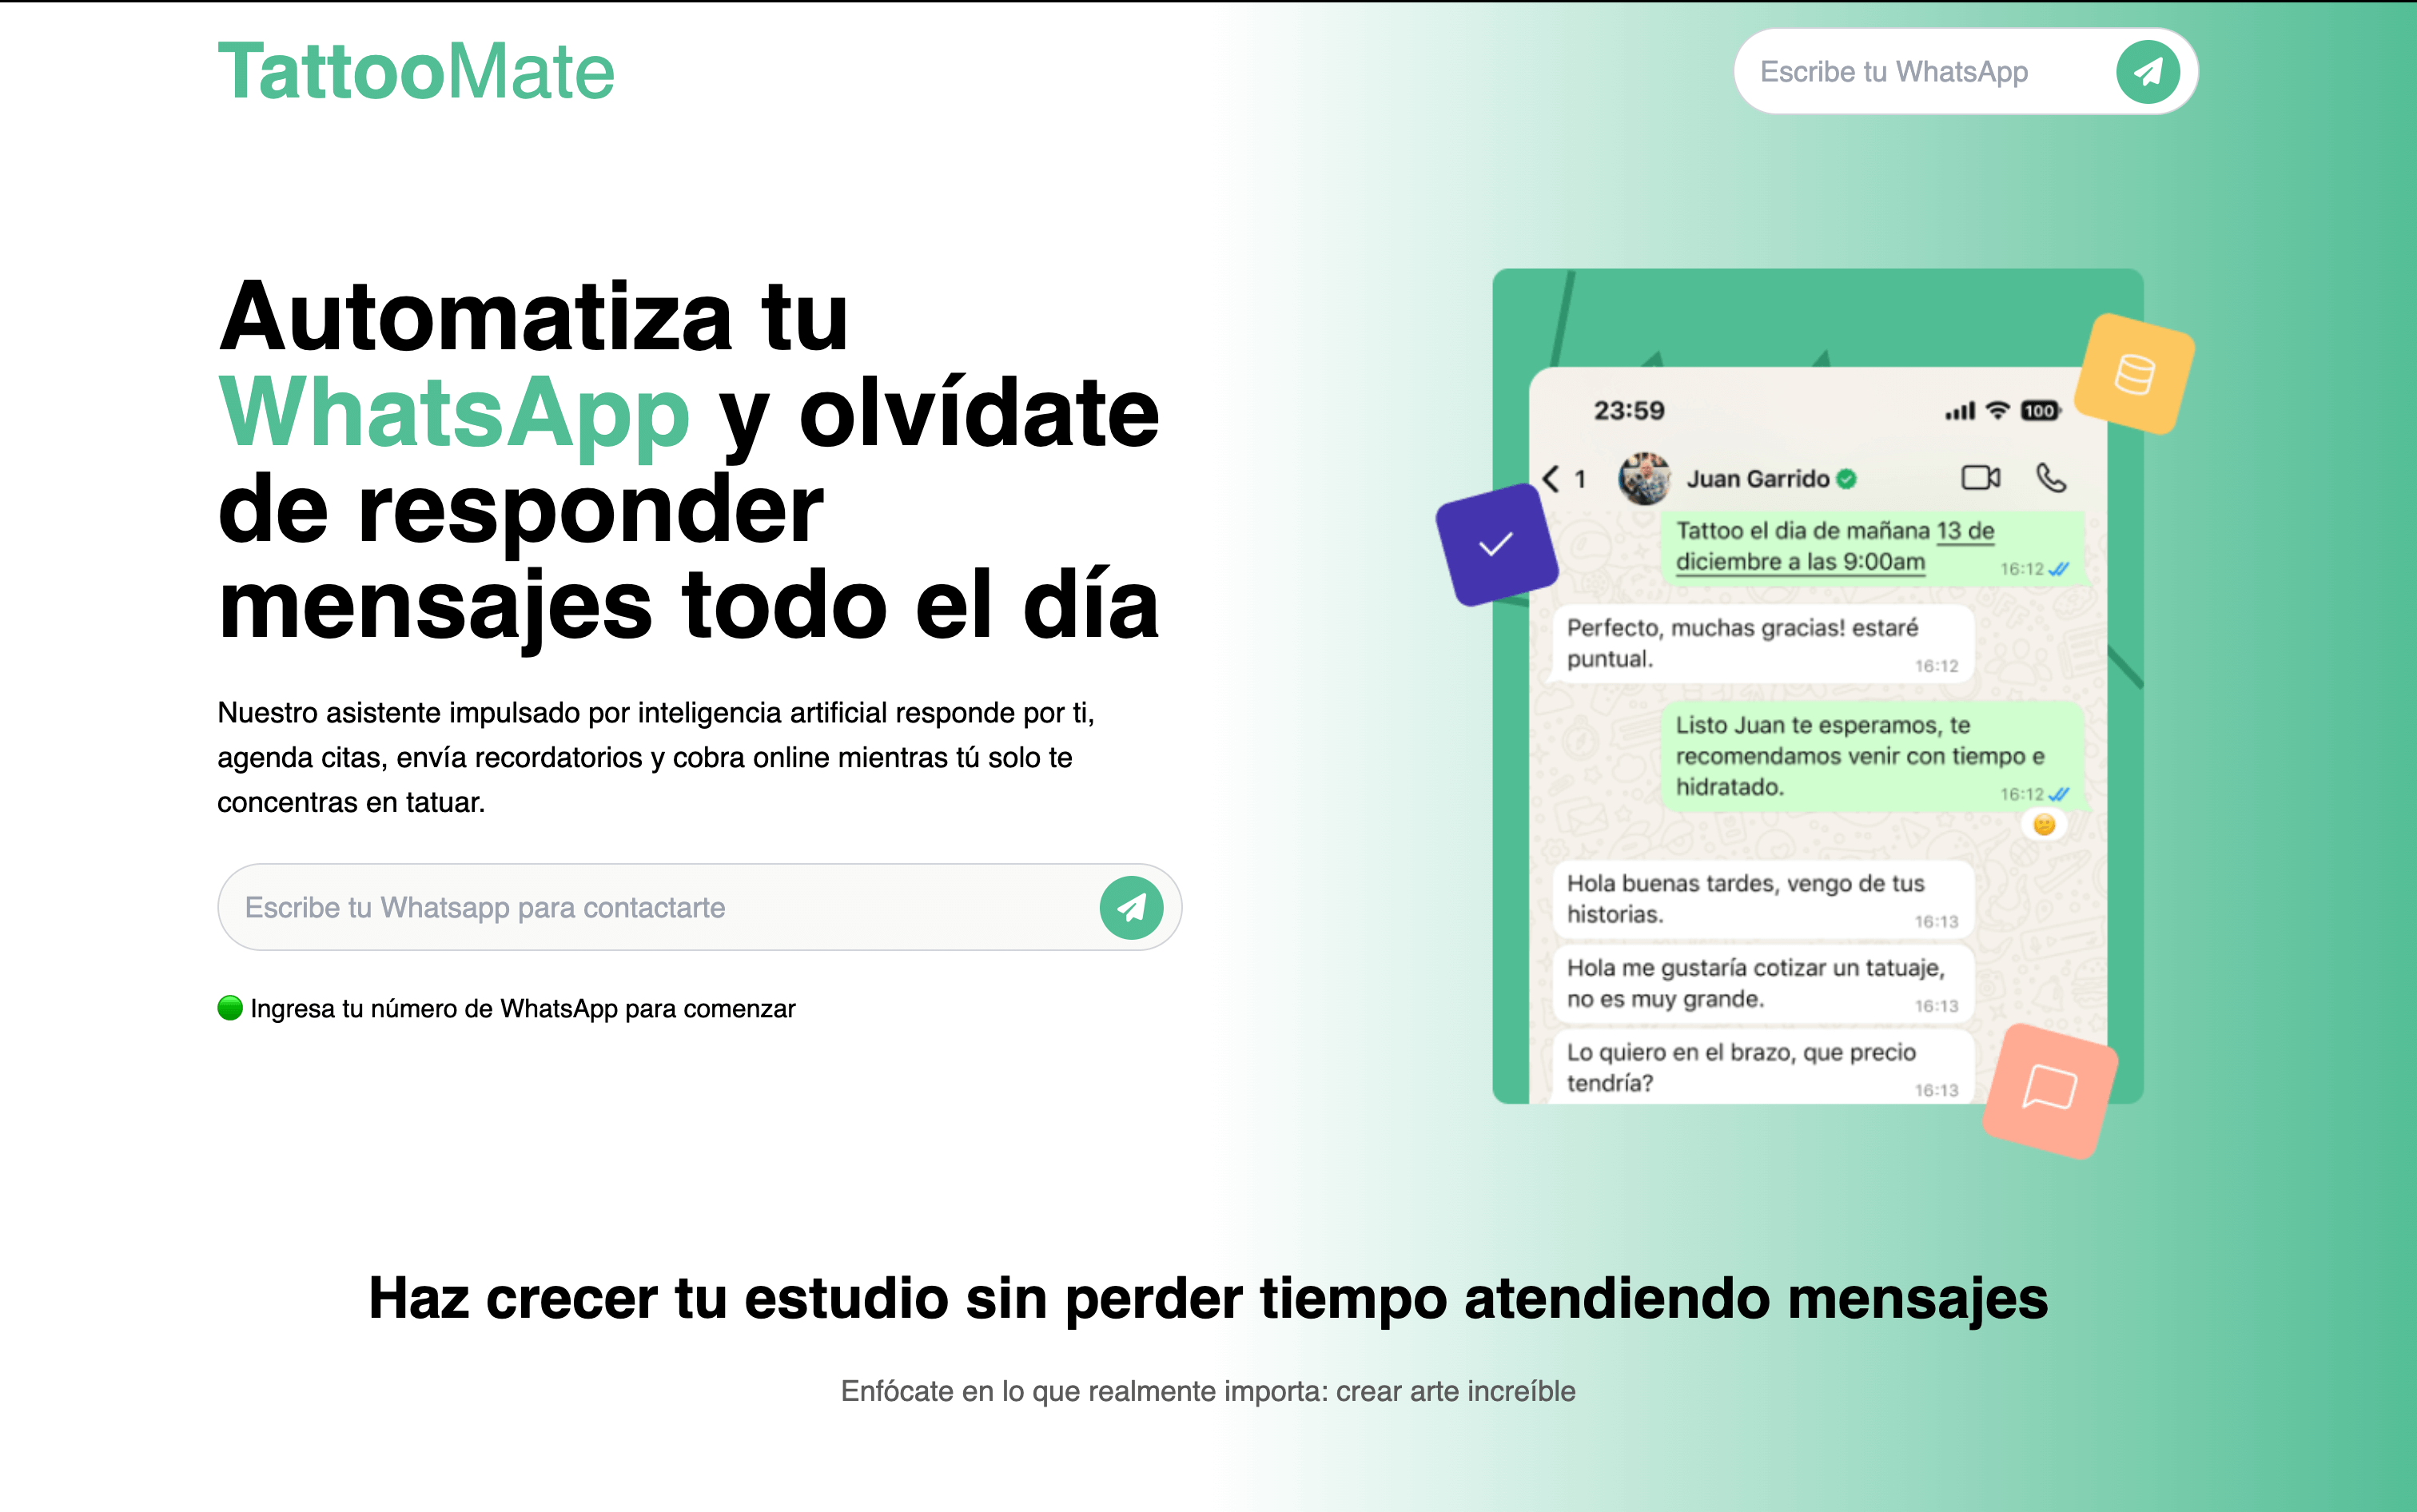 TattooMate
Escribe tu WhatsApp
Automatiza tu
WhatsApp y olvídate
de responder
mensajes todo el día
Nuestro asistente impulsado por inteligencia artificial responde por ti,
agenda citas, envía recordatorios y cobra online mientras tú solo te
concentras en tatuar.
Escribe tu Whatsapp para contactarte
Ingresa tu número de WhatsApp para comenzar
23:59
100
1
Juan Garrido
Tattoo el dia de mañana 13 de
diciembre a las 9:00am
16:12
Perfecto, muchas gracias! estaré
puntual.
16:12
Listo Juan te esperamos, te
recomendamos venir con tiempo e
hidratado.
16:12
Hola buenas tardes, vengo de tus
historias.
16:13
Hola me gustaría cotizar un tatuaje,
no es muy grande.
16:13
Lo quiero en el brazo, que precio
tendría?
16:13
Haz crecer tu estudio sin perder tiempo atendiendo mensajes
Enfócate en lo que realmente importa: crear arte increíble